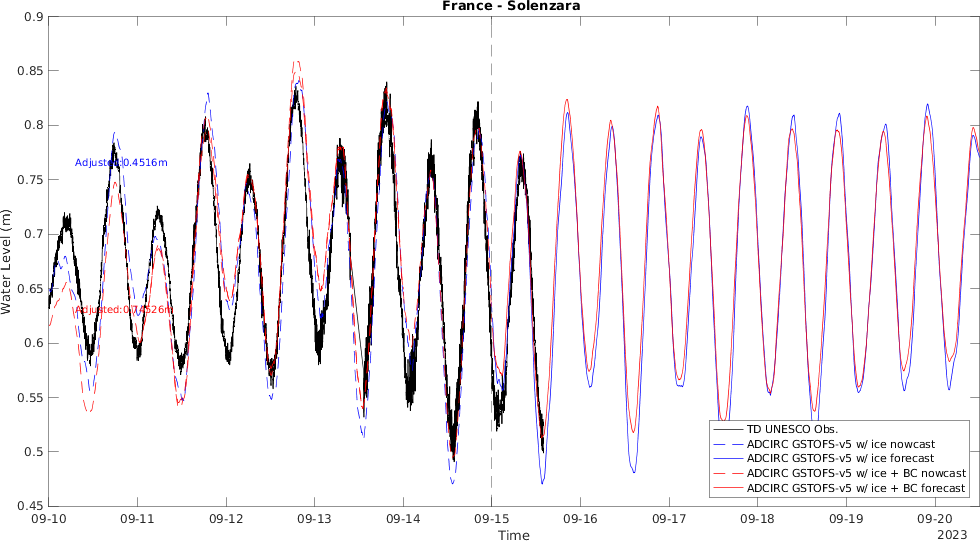 France - Solenzara
0.9
0.85
0.8
0.75
0.7
0.65
0.6
0.55
0.5
0.45
Water Level (m)
Adjusted:0.4516m
Adjusted:0.74526m
09-10
09-11
09-12
09-13
09-14
09-15
09-16
09-17
09-18
09-19
09-20
2023
Time
TD UNESCO Obs.
ADCIRC GSTOFS-v5 w/ ice nowcast
ADCIRC GSTOFS-v5 w/ ice forecast
ADCIRC GSTOFS-v5 w/ ice + BC nowcast
ADCIRC GSTOFS-v5 w/ ice + BC forecast